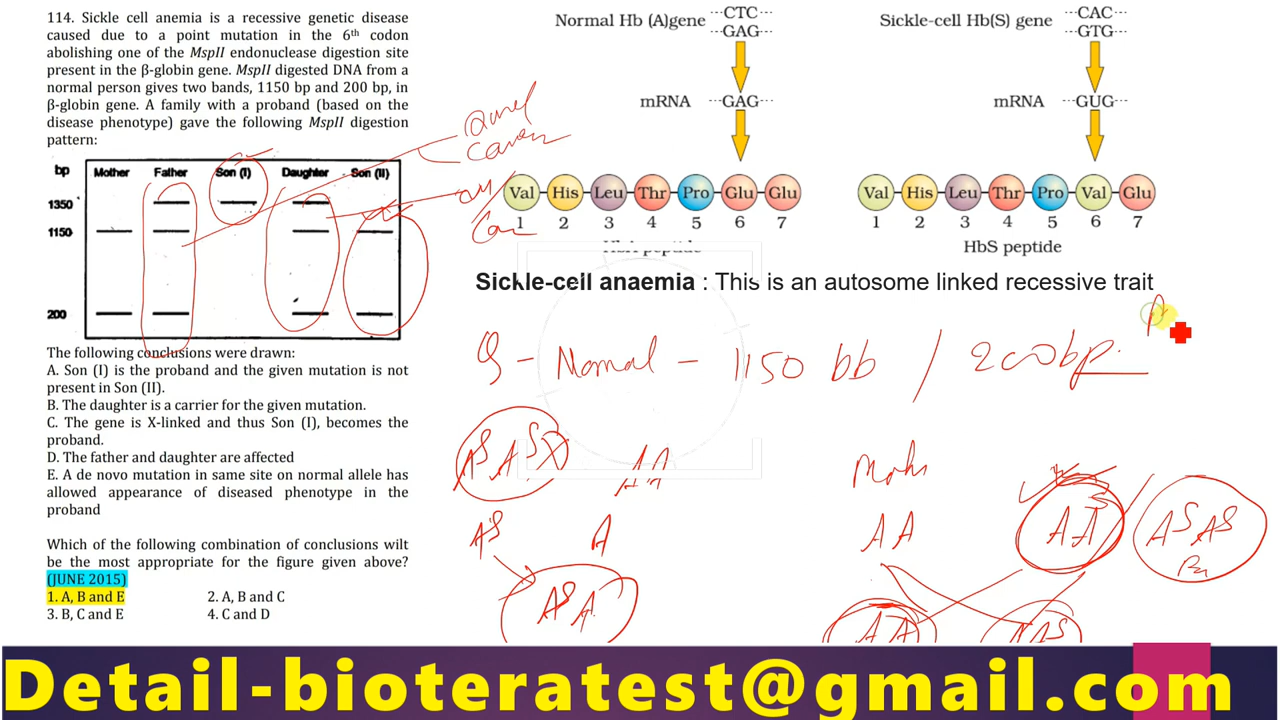 114. Sickle cell anemia is a recessive genetic disease
caused due to a point mutation in the 6th codon
abolishing one of the MspII endonuclease digestion site
present in the β-globin gene. MspII digested DNA from a
normal person gives two bands, 1150 bp and 200 bp, in
β-globin gene. A family with a proband (based on the
disease phenotype) gave the following MspII digestion
pattern:
bp Mother Father Son (I) Daughter Son (II)
1350
1150
200
The following conclusions were drawn:
A. Son (I) is the proband and the given mutation is not
present in Son (II).
B. The daughter is a carrier for the given mutation.
C. The gene is X-linked and thus Son (I), becomes the
proband.
D. The father and daughter are affected
E. A de novo mutation in same site on normal allele has
allowed appearance of diseased phenotype in the
proband
Which of the following combination of conclusions wilt
be the most appropriate for the figure given above?
(JUNE 2015)
1. A, B and E 2. A, B and C
3. B, C and E 4. C and D
Normal Hb (A)gene
CTC
GAG
mRNA GAG
Val His Leu Thr Pro Glu Glu
1 2 3 4 5 6 7
Sickle-cell Hb(S) gene
CAC
GTG
mRNA GUG
Val His Leu Thr Pro Val Glu
1 2 3 4 5 6 7
HbS peptide
Sickle-cell anaemia : This is an autosome linked recessive trait
Normal - 1150 bb / 200bp.
AS AS AA
AS A
AS A
AA AS AS
AA
Detail-bioteratest@gmail.com